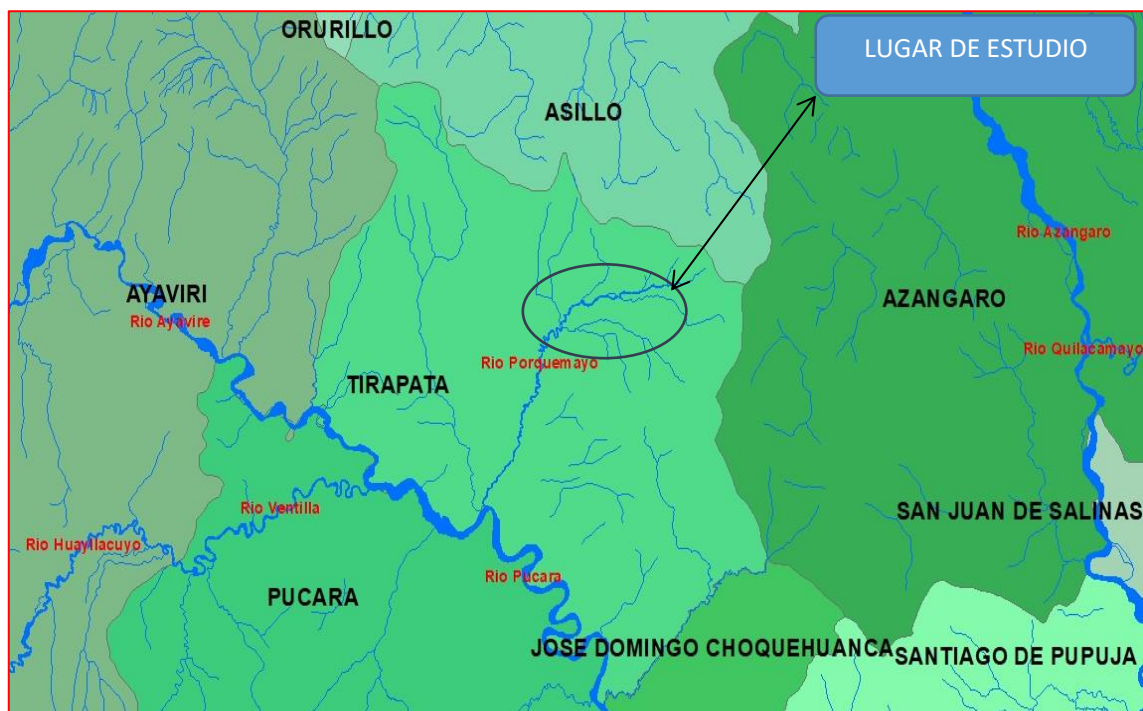 ORURILLO
LUGAR DE ESTUDIO
ASILLO
Rio Azangaro
AYAVIRI
Rio Ayavire
AZANGARO
Rio Quilacamayo
Rio Porquemayo
TIRAPATA
Rio Ventilla
SAN JUAN DE SALINAS
Rio Huayllacuyo
Rio Pucara
PUCARA
JOSE DOMINGO CHOQUEHUANCA
SANTIAGO DE PUPUJA